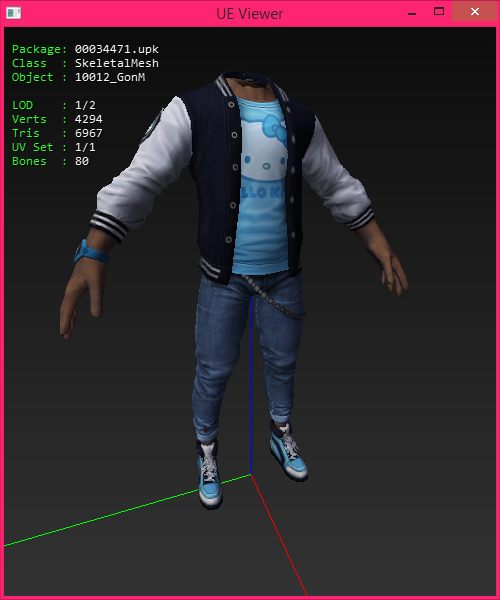 UE Viewer
Package: 00034471.upk
Class  : SkeletalMesh
Object : 10012_GonM
LOD    : 1/2
Verts  : 4294
Tris   : 6967
UV Set : 1/1
Bones  : 80
LLO K